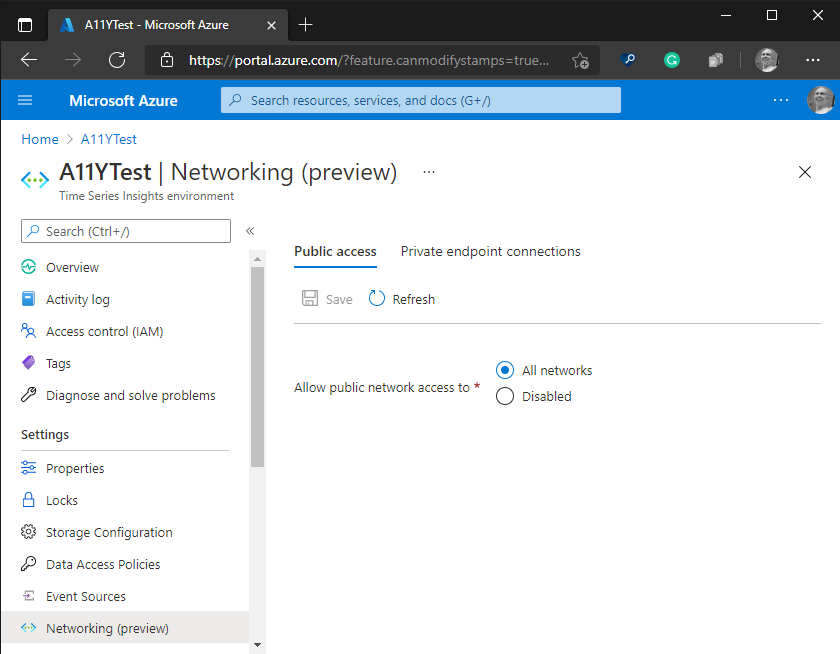 A11YTest - Microsoft Azure
https://portal.azure.com/?feature.canmodifystamps=true...
Microsoft Azure
Search resources, services, and docs (G+/)
Home > A11YTest
A11YTest | Networking (preview)
Time Series Insights environment
Search (Ctrl+/)
Overview
Activity log
Access control (IAM)
Tags
Diagnose and solve problems
Settings
Properties
Locks
Storage Configuration
Data Access Policies
Event Sources
Networking (preview)
Public access
Private endpoint connections
Save
Refresh
Allow public network access to *
All networks
Disabled